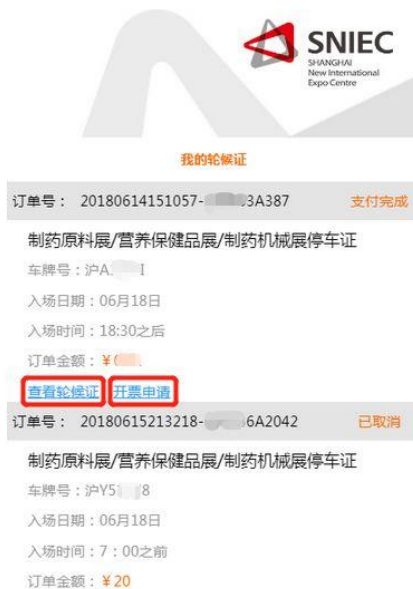 SNIEC
SHANGHAI
New International
Expo Centre
我的轮候证
订单号： 20180614151057- 3A387 支付完成
制药原料展/营养保健品展/制药机械展停车证
车牌号：沪A
入场日期：06月18日
入场时间：18:30之后
订单金额：¥
查看轮候证 开票申请
订单号： 20180615213218- 6A2042 已取消
制药原料展/营养保健品展/制药机械展停车证
车牌号：沪Y5 8
入场日期：06月18日
入场时间：7：00之前
订单金额：¥20